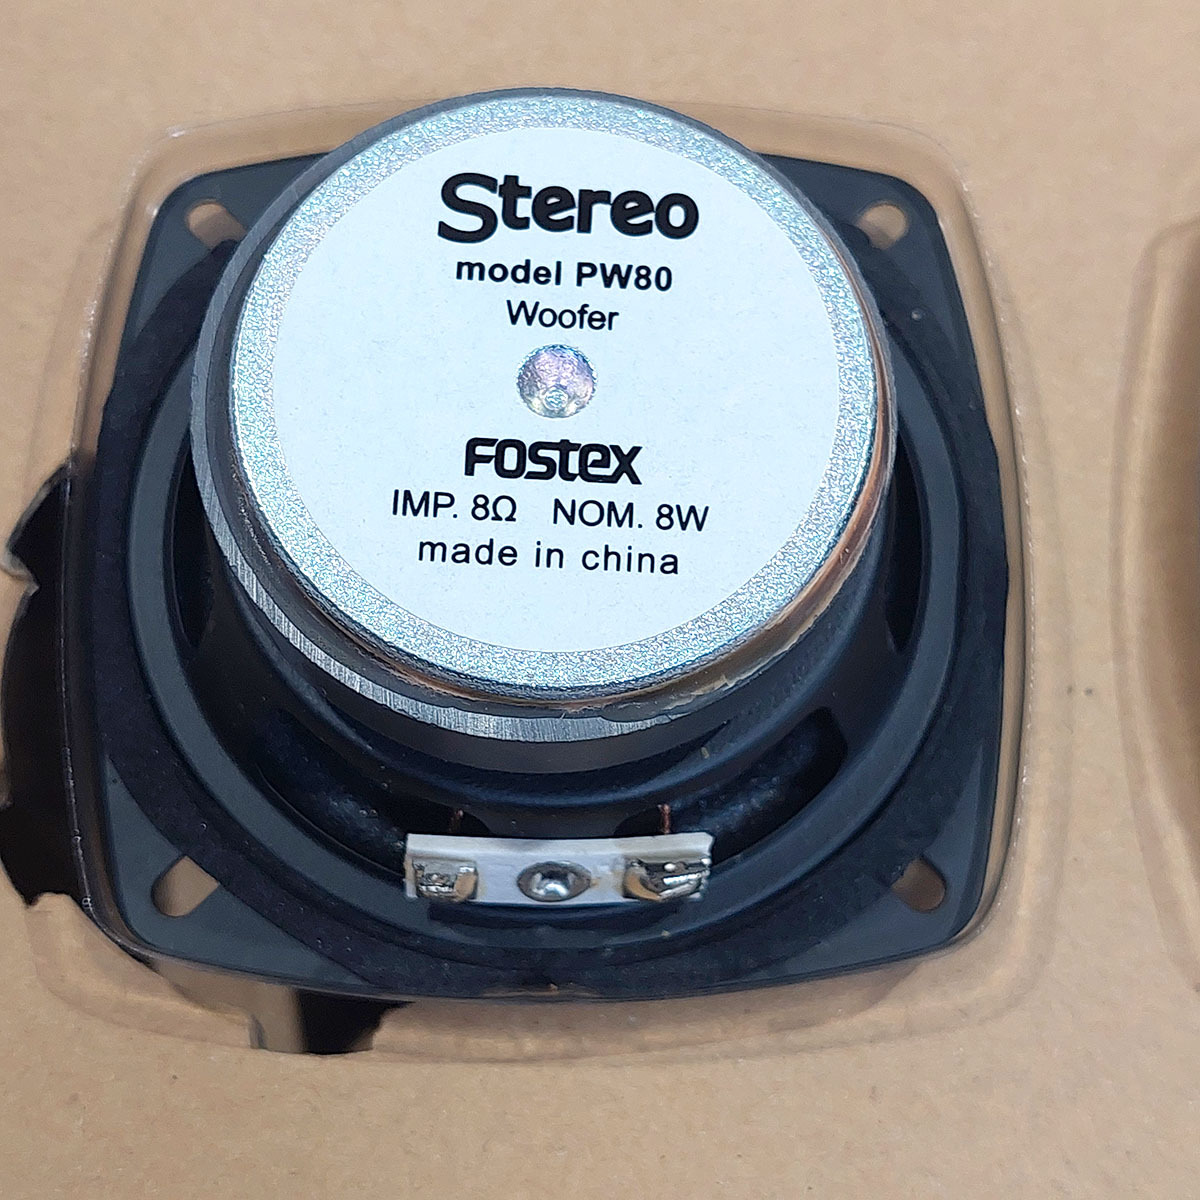 Stereo
model PW80
Woofer
FOSTEX
IMP. 8Ω NOM. 8W
made in china